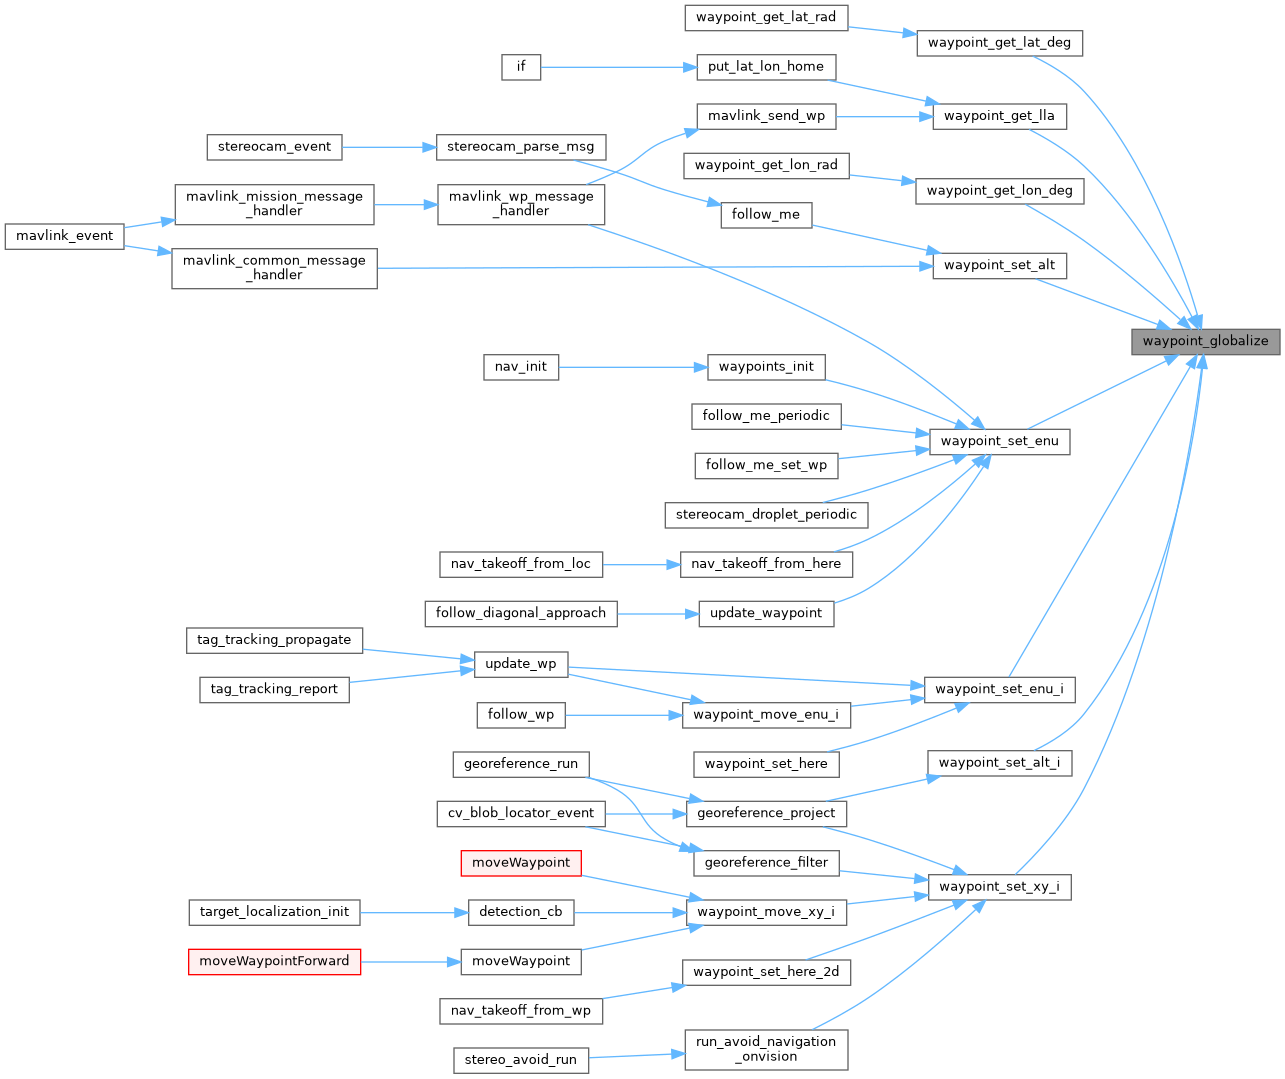 waypoint_get_lat_rad
waypoint_get_lat_deg
if
put_lat_lon_home
waypoint_get_lla
mavlink_send_wp
stereocam_event
stereocam_parse_msg
waypoint_get_lon_rad
waypoint_get_lon_deg
mavlink_mission_message
_handler
mavlink_wp_message
_handler
follow_me
mavlink_event
mavlink_common_message
_handler
waypoint_set_alt
waypoint_globalize
nav_init
waypoints_init
follow_me_periodic
waypoint_set_enu
follow_me_set_wp
stereocam_droplet_periodic
nav_takeoff_from_loc
nav_takeoff_from_here
follow_diagonal_approach
update_waypoint
tag_tracking_propagate
update_wp
tag_tracking_report
waypoint_set_enu_i
follow_wp
waypoint_move_enu_i
georeference_run
waypoint_set_here
waypoint_set_alt_i
cv_blob_locator_event
georeference_project
moveWaypoint
georeference_filter
waypoint_set_xy_i
target_localization_init
detection_cb
waypoint_move_xy_i
moveWaypointForward
moveWaypoint
waypoint_set_here_2d
nav_takeoff_from_wp
run_avoid_navigation
_onvision
stereo_avoid_run